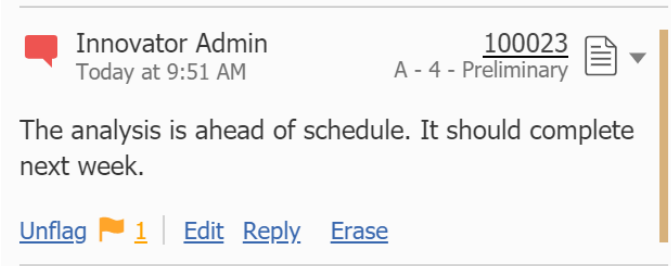 Innovator Admin 100023
Today at 9:51 AM A - 4 - Preliminary
The analysis is ahead of schedule. It should complete
next week.
Unflag 1 Edit Reply Erase